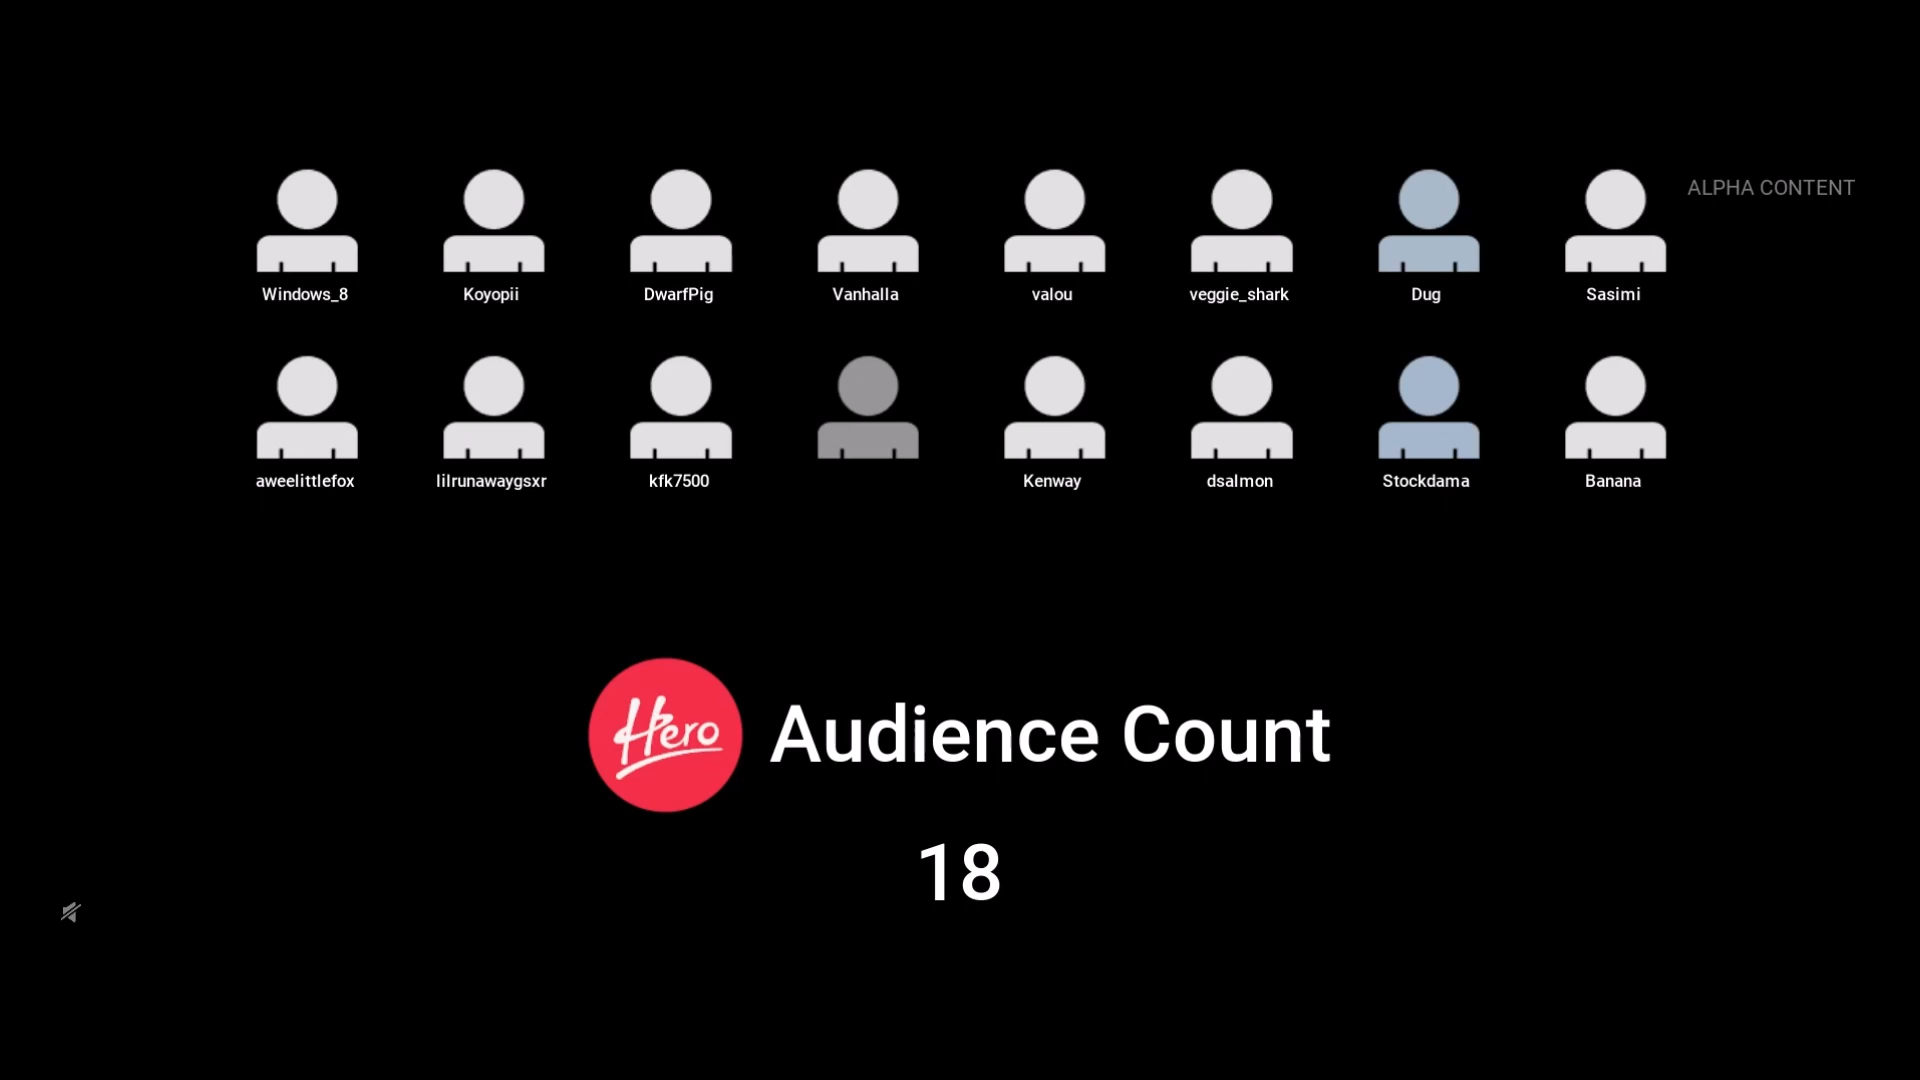 Windows_8 Koyopii DwarfPig Vanhalla valou veggie_shark Dug Sasimi
ALPHA CONTENT
aweelittlefox lilrunawaygsxr kfk7500 Kenway dsalmon Stockdama Banana
Hero Audience Count
18